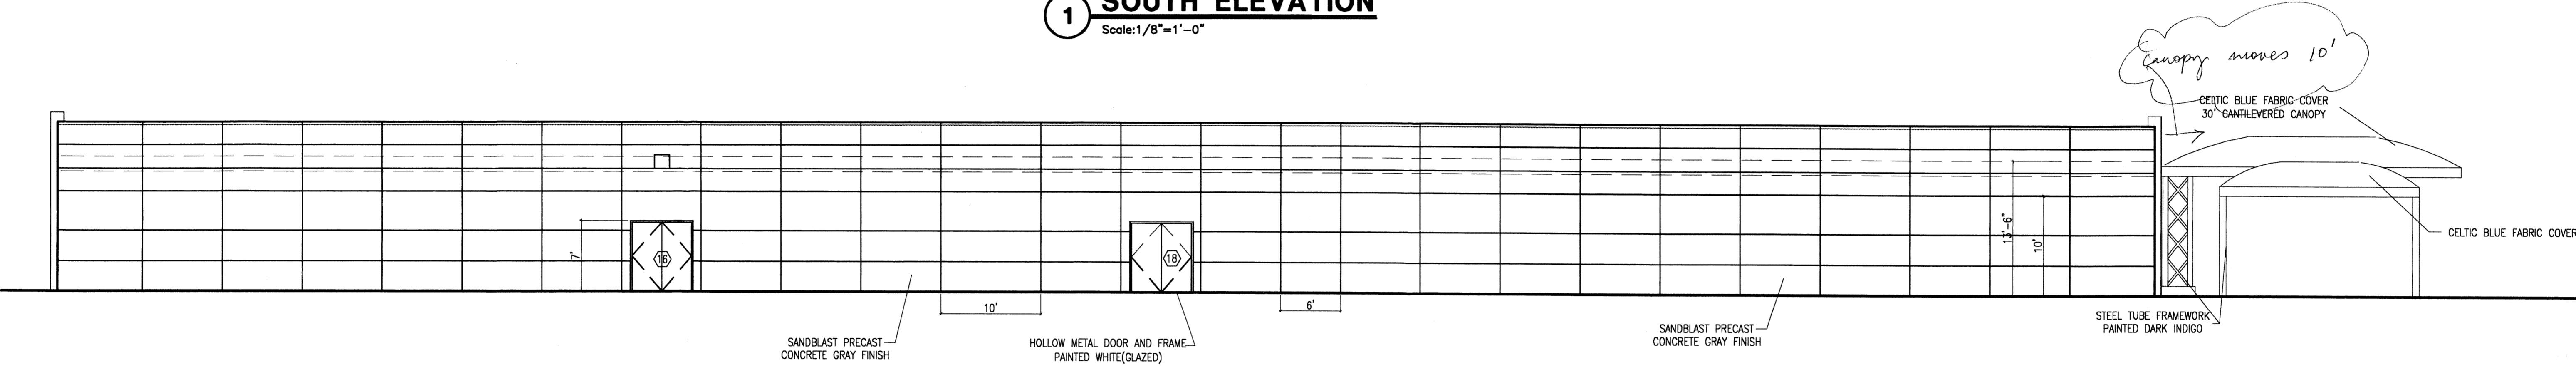 SOUTH ELEVATION
1
Scale:1/8"=1'-0"
Canopy moves 10'
CELTIC BLUE FABRIC COVER
30' CANTILEVERED CANOPY
7'
16
18
13'-6"
10'
CELTIC BLUE FABRIC COVER
10'
6'
SANDBLAST PRECAST
CONCRETE GRAY FINISH
HOLLOW METAL DOOR AND FRAME
PAINTED WHITE(GLAZED)
SANDBLAST PRECAST
CONCRETE GRAY FINISH
STEEL TUBE FRAMEWORK
PAINTED DARK INDIGO